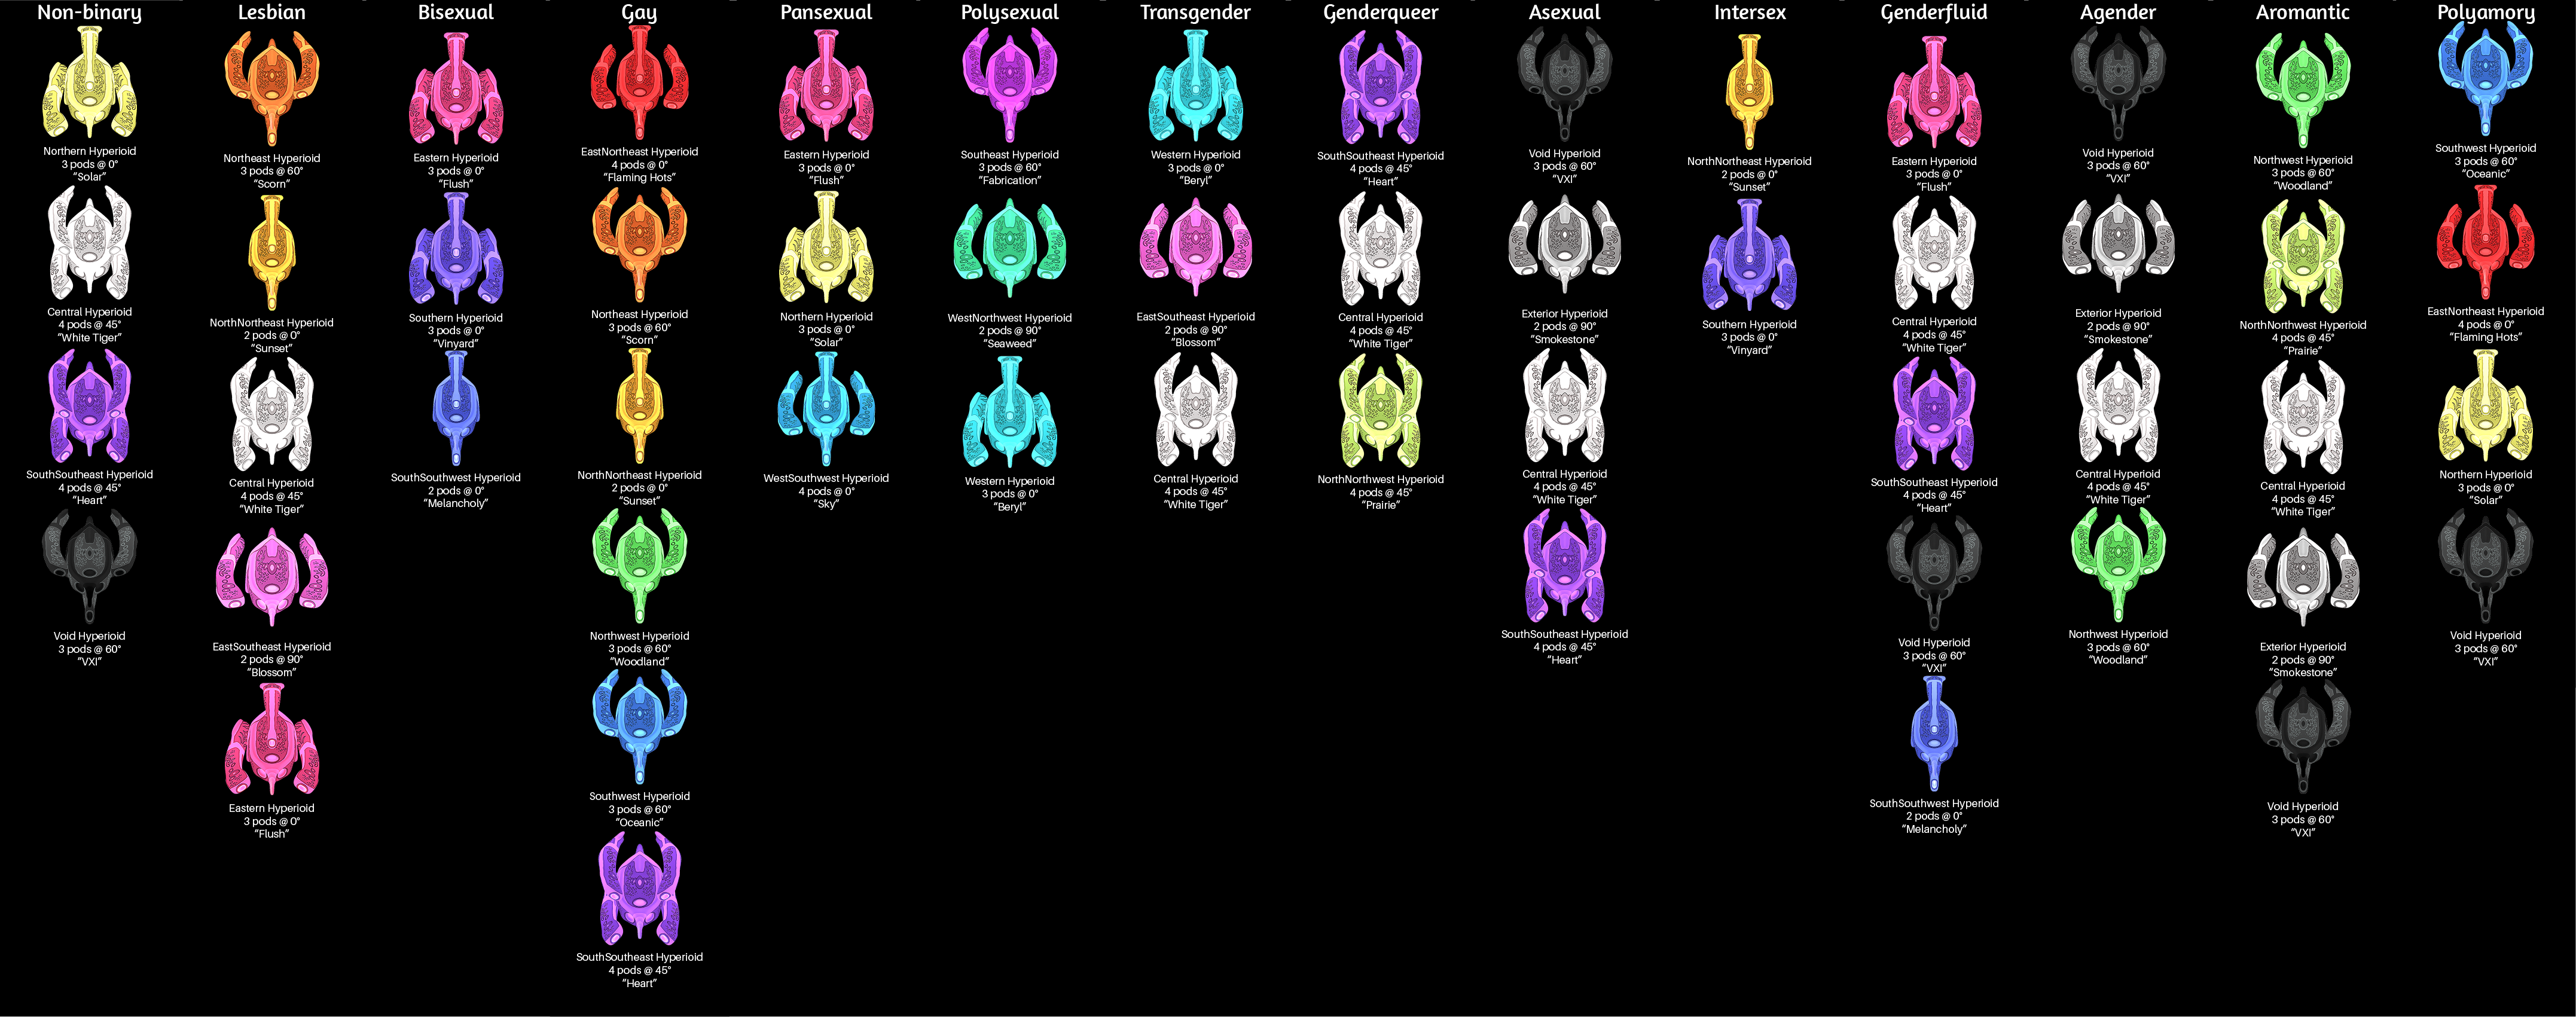 Non-binary
Northern Hyperioid
3 pods @ 0°
“Solar”
Central Hyperioid
4 pods @ 45°
“White Tiger”
SouthSoutheast Hyperioid
4 pods @ 45°
“Heart”
Void Hyperioid
3 pods @ 60°
“VXI”
Lesbian
Northeast Hyperioid
3 pods @ 60°
“Scorn”
NorthNortheast Hyperioid
2 pods @ 0°
“Sunset”
Central Hyperioid
4 pods @ 45°
“White Tiger”
EastSoutheast Hyperioid
2 pods @ 90°
“Blossom”
Eastern Hyperioid
3 pods @ 0°
“Flush”
Bisexual
Eastern Hyperioid
3 pods @ 0°
“Flush”
Southern Hyperioid
3 pods @ 0°
“Vinyard”
SouthSouthwest Hyperioid
2 pods @ 0°
“Melancholy”
Gay
EastNortheast Hyperioid
4 pods @ 0°
“Flaming Hots”
Northeast Hyperioid
3 pods @ 60°
“Scorn”
NorthNortheast Hyperioid
2 pods @ 0°
“Sunset”
Northwest Hyperioid
3 pods @ 60°
“Woodland”
Southwest Hyperioid
3 pods @ 60°
“Oceanic”
SouthSoutheast Hyperioid
4 pods @ 45°
“Heart”
Pansexual
Eastern Hyperioid
3 pods @ 0°
“Flush”
Northern Hyperioid
3 pods @ 0°
“Solar”
WestSouthwest Hyperioid
4 pods @ 0°
“Sky”
Polysexual
Southeast Hyperioid
3 pods @ 60°
“Fabrication”
WestNorthwest Hyperioid
2 pods @ 90°
“Seaweed”
Western Hyperioid
3 pods @ 0°
“Beryl”
Transgender
Western Hyperioid
3 pods @ 0°
“Beryl”
EastSoutheast Hyperioid
2 pods @ 90°
“Blossom”
Central Hyperioid
4 pods @ 45°
“White Tiger”
Genderqueer
SouthSoutheast Hyperioid
4 pods @ 45°
“Heart”
Central Hyperioid
4 pods @ 45°
“White Tiger”
NorthNorthwest Hyperioid
4 pods @ 45°
“Prairie”
Asexual
Void Hyperioid
3 pods @ 60°
“VXI”
Exterior Hyperioid
2 pods @ 90°
“Smokestone”
Central Hyperioid
4 pods @ 45°
“White Tiger”
SouthSoutheast Hyperioid
4 pods @ 45°
“Heart”
Intersex
NorthNortheast Hyperioid
2 pods @ 0°
“Sunset”
Southern Hyperioid
3 pods @ 0°
“Vinyard”
Genderfluid
Eastern Hyperioid
3 pods @ 0°
“Flush”
Central Hyperioid
4 pods @ 45°
“White Tiger”
SouthSoutheast Hyperioid
4 pods @ 45°
“Heart”
Void Hyperioid
3 pods @ 60°
“VXI”
SouthSouthwest Hyperioid
2 pods @ 0°
“Melancholy”
Agender
Void Hyperioid
3 pods @ 60°
“VXI”
Exterior Hyperioid
2 pods @ 90°
“Smokestone”
Central Hyperioid
4 pods @ 45°
“White Tiger”
Northwest Hyperioid
3 pods @ 60°
“Woodland”
Aromantic
Northwest Hyperioid
3 pods @ 60°
“Woodland”
NorthNorthwest Hyperioid
4 pods @ 45°
“Prairie”
Central Hyperioid
4 pods @ 45°
“White Tiger”
Exterior Hyperioid
2 pods @ 90°
“Smokestone”
Void Hyperioid
3 pods @ 60°
“VXI”
Polyamory
Southwest Hyperioid
3 pods @ 60°
“Oceanic”
EastNortheast Hyperioid
4 pods @ 0°
“Flaming Hots”
Northern Hyperioid
3 pods @ 0°
“Solar”
Void Hyperioid
3 pods @ 60°
“VXI”